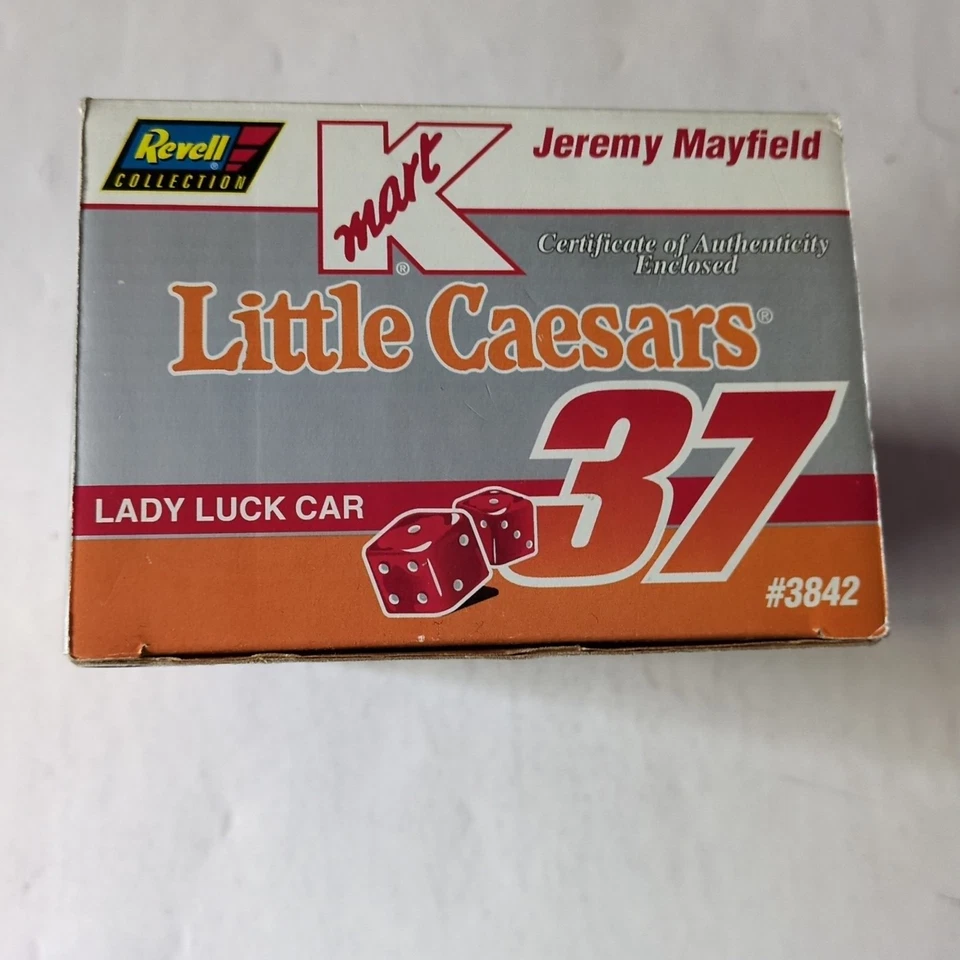 Revell®
COLLECTION
K mart®
Jeremy Mayfield
Certificate of Authenticity
Enclosed
Little Caesars®
37
LADY LUCK CAR
#3842